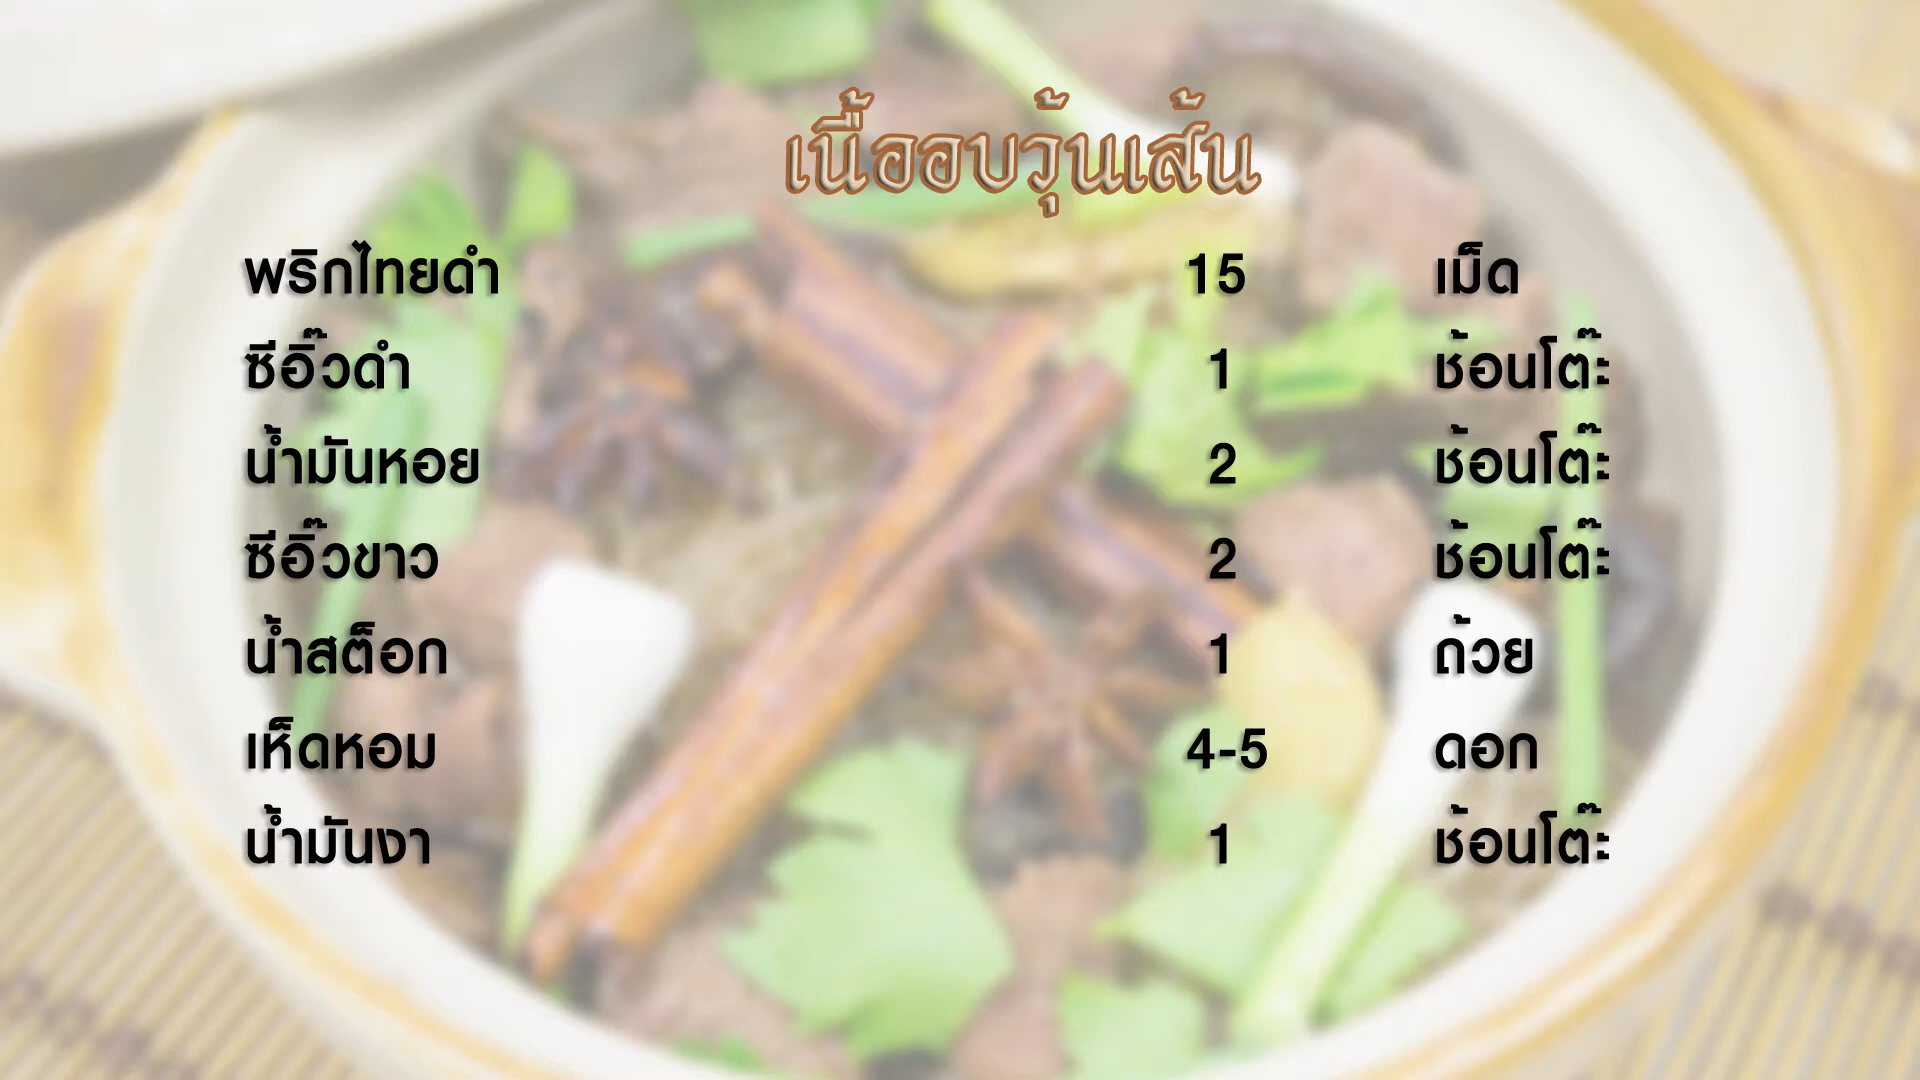 เนื้ออบวุ้นเส้น
พริกไทยดำ 15 เม็ด
ซีอิ๊วดำ 1 ช้อนโต๊ะ
น้ำมันหอย 2 ช้อนโต๊ะ
ซีอิ๊วขาว 2 ช้อนโต๊ะ
น้ำสต็อก 1 ถ้วย
เห็ดหอม 4-5 ดอก
น้ำมันงา 1 ช้อนโต๊ะ